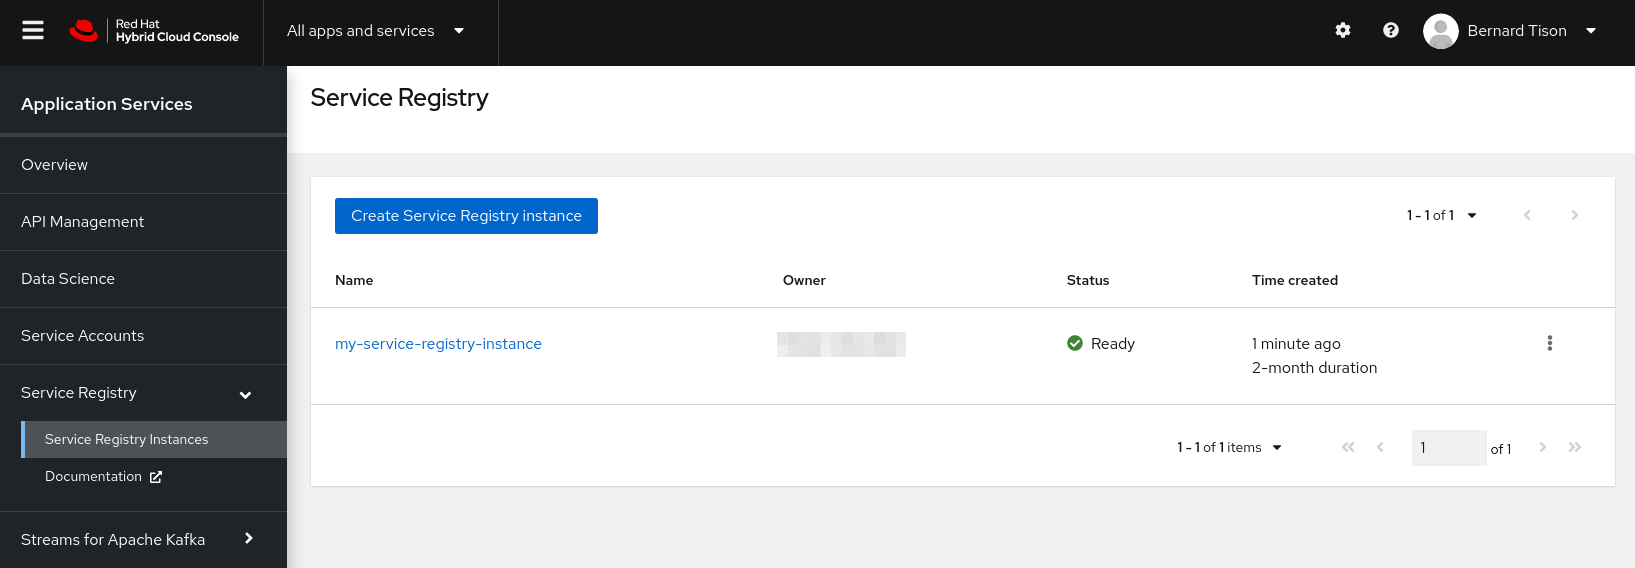 Red Hat
Hybrid Cloud Console
All apps and services
Bernard Tison
Application Services
Overview
API Management
Data Science
Service Accounts
Service Registry
Service Registry Instances
Documentation
Streams for Apache Kafka
Service Registry
Create Service Registry instance
1 - 1 of 1
Name Owner Status Time created
my-service-registry-instance Ready 1 minute ago
2-month duration
1 - 1 of 1 items 1 of 1